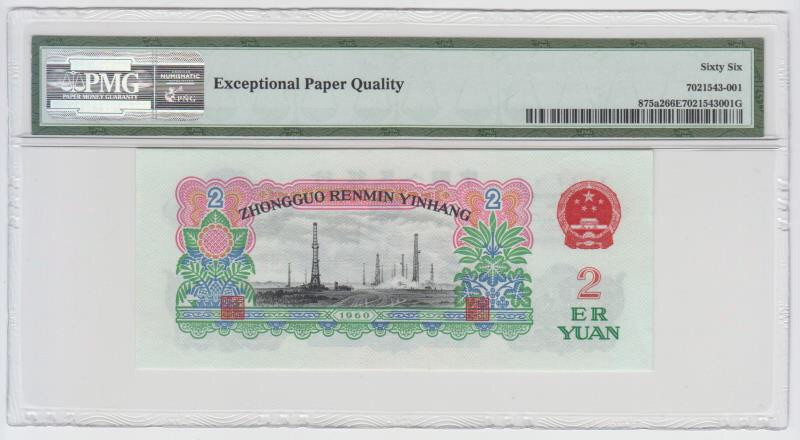 PMG
PAPER MONEY GUARANTY
NUMISMATIC
PNG
Exceptional Paper Quality
Sixty Six
7021543-001
875a266E7021543001G
2 2
ZHONGGUO RENMIN YINHANG
1960
2
ER
YUAN